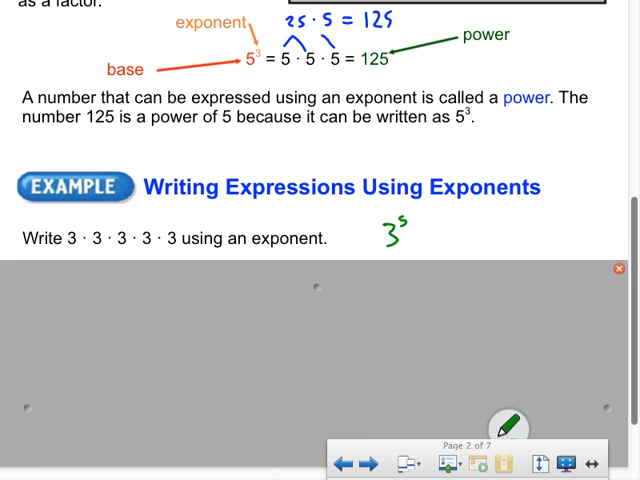 as a factor.
exponent 25 · 5 = 125
power
5³ = 5 · 5 · 5 = 125
base
A number that can be expressed using an exponent is called a power. The
number 125 is a power of 5 because it can be written as 5³.
EXAMPLE Writing Expressions Using Exponents
Write 3 · 3 · 3 · 3 · 3 using an exponent. 3⁵
Page 2 of 7